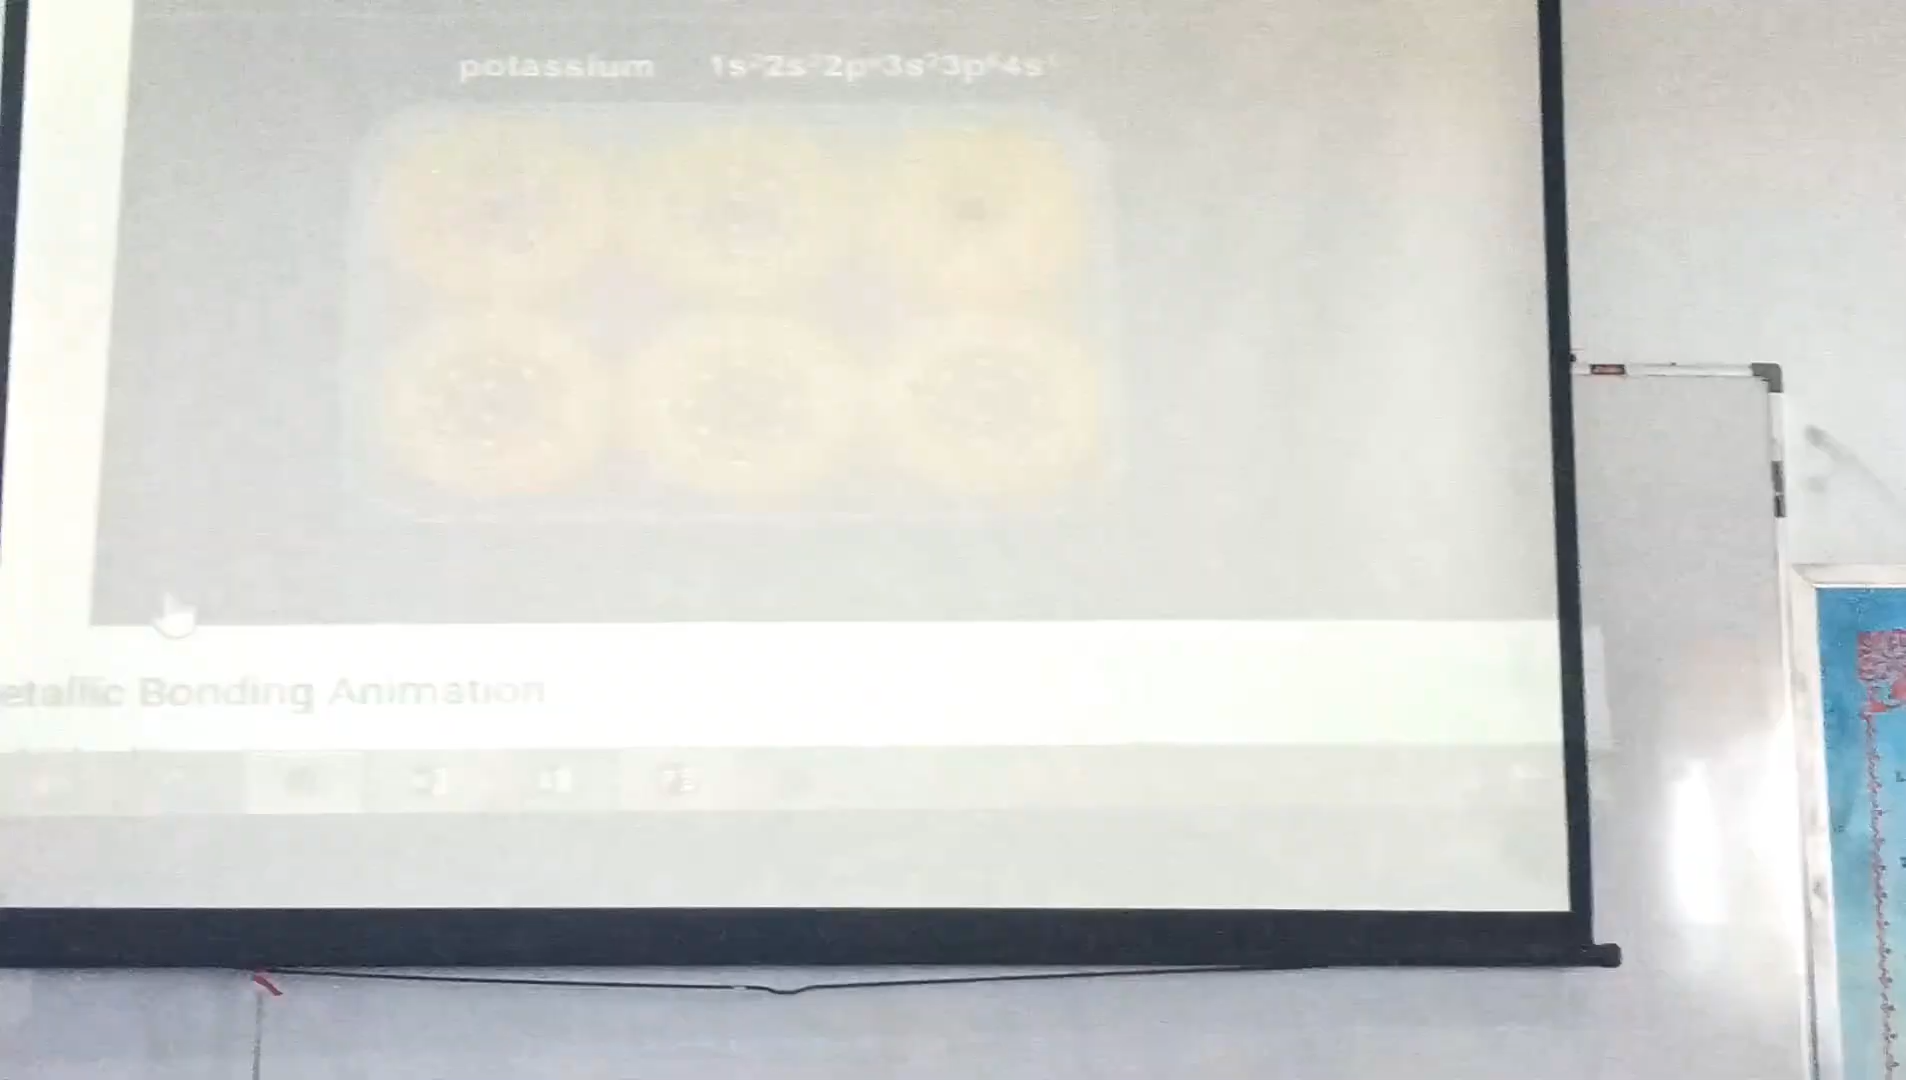 potassium 1s²2s²2p⁶3s²3p⁶4s¹
etallic Bonding Animation